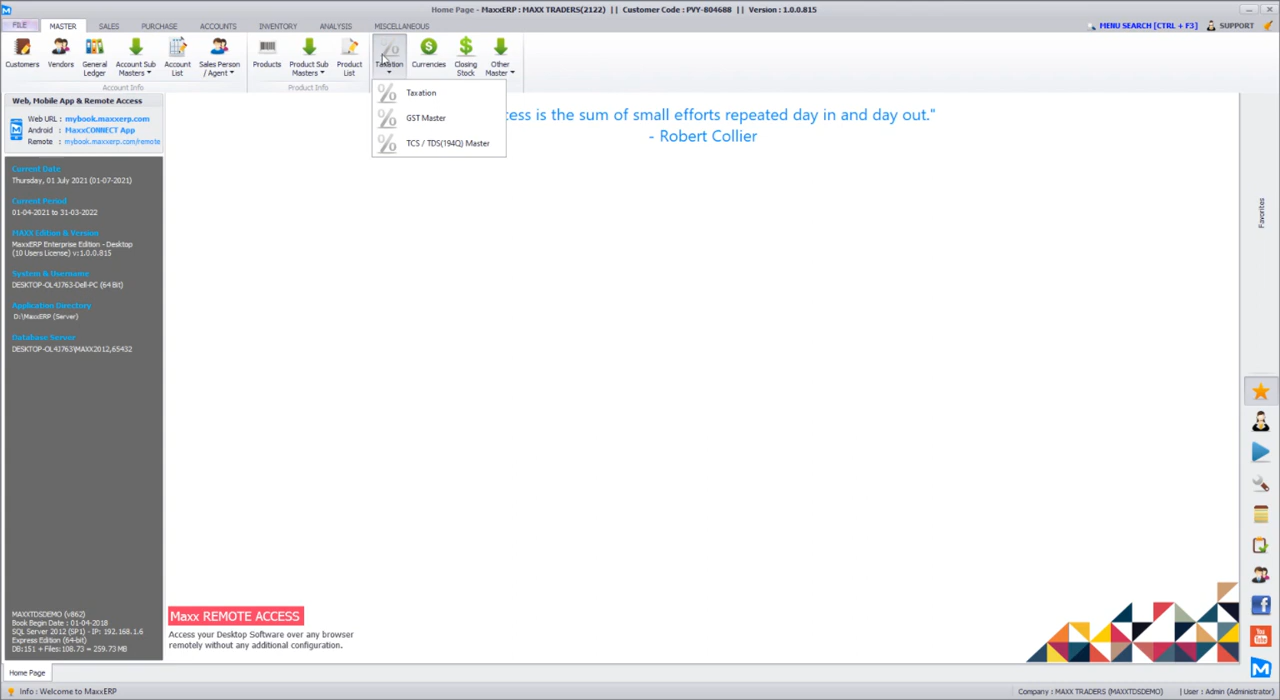 Home Page - MaxxERP : MAXX TRADERS(2122) || Customer Code : PVY-804688 || Version : 1.0.0.815
FILE MASTER SALES PURCHASE ACCOUNTS INVENTORY ANALYSIS MISCELLANEOUS MENU SEARCH [CTRL + F3] SUPPORT
Customers Vendors General Ledger Account Sub Masters Account List Sales Person / Agent Products Product Sub Masters Product List Taxation Currencies Closing Stock Other Master
Account Info Product Info
Taxation
GST Master
TCS / TDS(194Q) Master
Web, Mobile App & Remote Access
Web URL : mybook.maxxerp.com
Android : MaxxCONNECT App
Remote : mybook.maxxerp.com/remote
cess is the sum of small efforts repeated day in and day out."
- Robert Collier
Current Date
Thursday, 01 July 2021 (01-07-2021)
Current Period
01-04-2021 to 31-03-2022
MAXX Edition & Version
MaxxERP Enterprise Edition - Desktop
(10 Users License) v:1.0.0.815
System & Username
DESKTOP-OL4J763-Dell-PC (64 Bit)
Application Directory
D:\MaxxERP (Server)
Database Server
DESKTOP-OL4J763\MAXX2012,65432
Favorites
MAXXTDSDEMO (v862)
Book Begin Date : 01-04-2018
SQL Server 2012 (SP1) - IP: 192.168.1.6
Express Edition (64-bit)
DB:151 + Files:108.73 = 259.73 MB
Maxx REMOTE ACCESS
Access your Desktop Software over any browser
remotely without any additional configuration.
You Tube
Home Page
Info : Welcome to MaxxERP
Company : MAXX TRADERS (MAXXTDSDEMO) | User : Admin (Administrator)